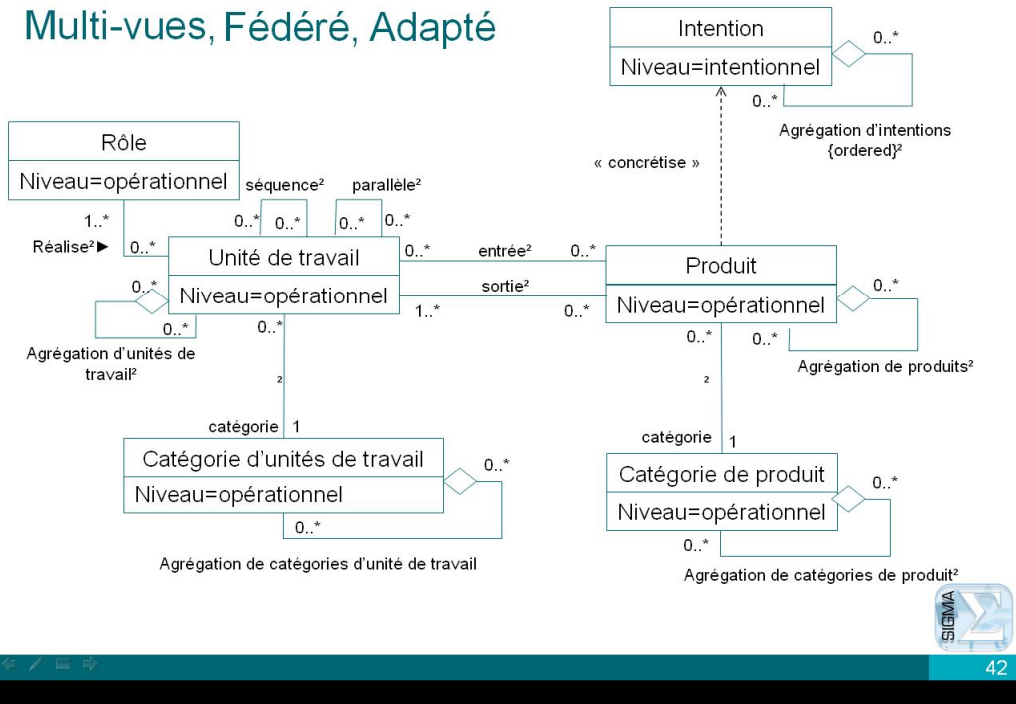 Multi-vues, Fédéré, Adapté
Intention
Niveau=intentionnel
0..*
0..*
Agrégation d'intentions
{ordered}²
« concrétise »
Rôle
Niveau=opérationnel
1..*
Réalise²►
0..*
séquence²
0..*
0..*
parallèle²
0..*
0..*
Unité de travail
Niveau=opérationnel
0..*
0..*
Agrégation d'unités de
travail²
0..*
entrée²
0..*
sortie²
1..*
0..*
Produit
Niveau=opérationnel
0..*
0..*
Agrégation de produits²
0..*
²
catégorie
1
Catégorie d'unités de travail
Niveau=opérationnel
0..*
0..*
Agrégation de catégories d'unité de travail
0..*
²
catégorie
1
Catégorie de produit
Niveau=opérationnel
0..*
0..*
Agrégation de catégories de produit²
SIGMA
Σ
42